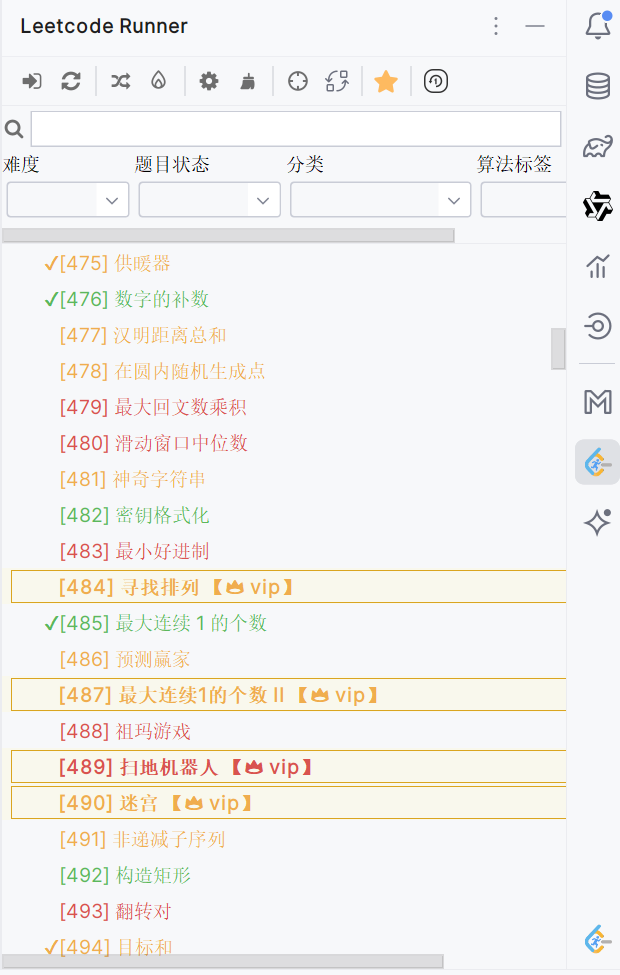 Leetcode Runner
难度 题目状态 分类 算法标签
✓[475] 供暖器
✓[476] 数字的补数
[477] 汉明距离总和
[478] 在圆内随机生成点
[479] 最大回文数乘积
[480] 滑动窗口中位数
[481] 神奇字符串
[482] 密钥格式化
[483] 最小好进制
[484] 寻找排列【vip】
✓[485] 最大连续 1 的个数
[486] 预测赢家
[487] 最大连续1的个数 II【vip】
[488] 祖玛游戏
[489] 扫地机器人【vip】
[490] 迷宫【vip】
[491] 非递减子序列
[492] 构造矩形
[493] 翻转对
✓[494] 目标和